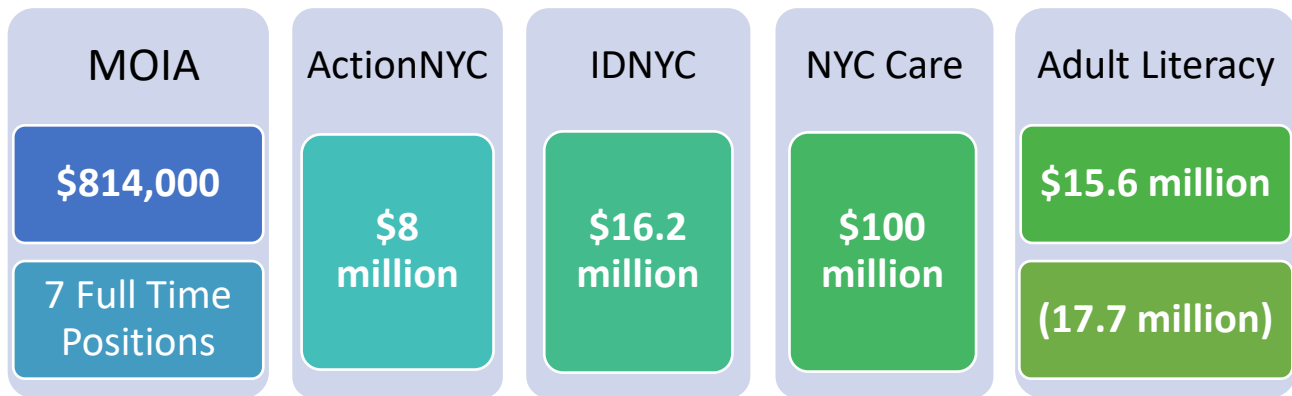 MOIA
$814,000
7 Full Time
Positions
ActionNYC
$8
million
IDNYC
$16.2
million
NYC Care
$100
million
Adult Literacy
$15.6 million
(17.7 million)